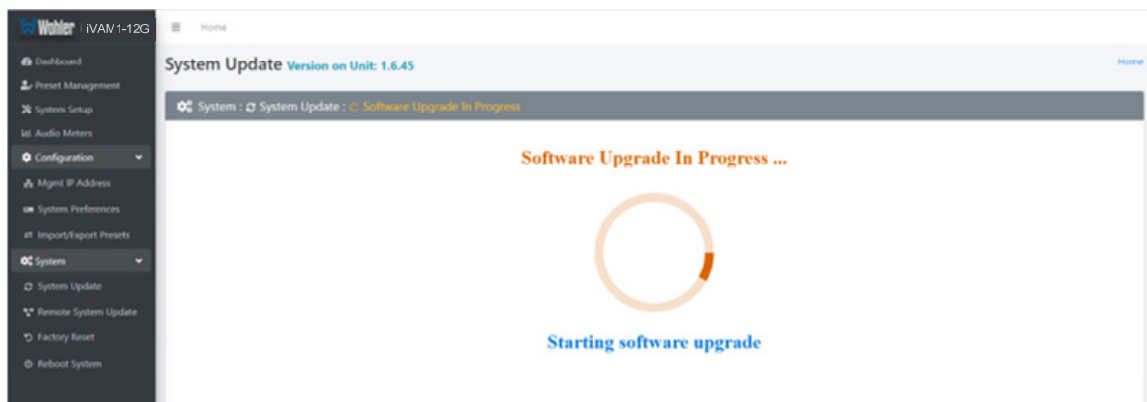 Wohler iVAM1-12G
Home
Dashboard
Preset Management
System Setup
Audio Meters
Configuration
Mgmt IP Address
System Preferences
Import/Export Presets
System
System Update
Remote System Update
Factory Reset
Reboot System
System Update Version on Unit: 1.6.45
Home
System : System Update : Software Upgrade In Progress
Software Upgrade In Progress ...
Starting software upgrade